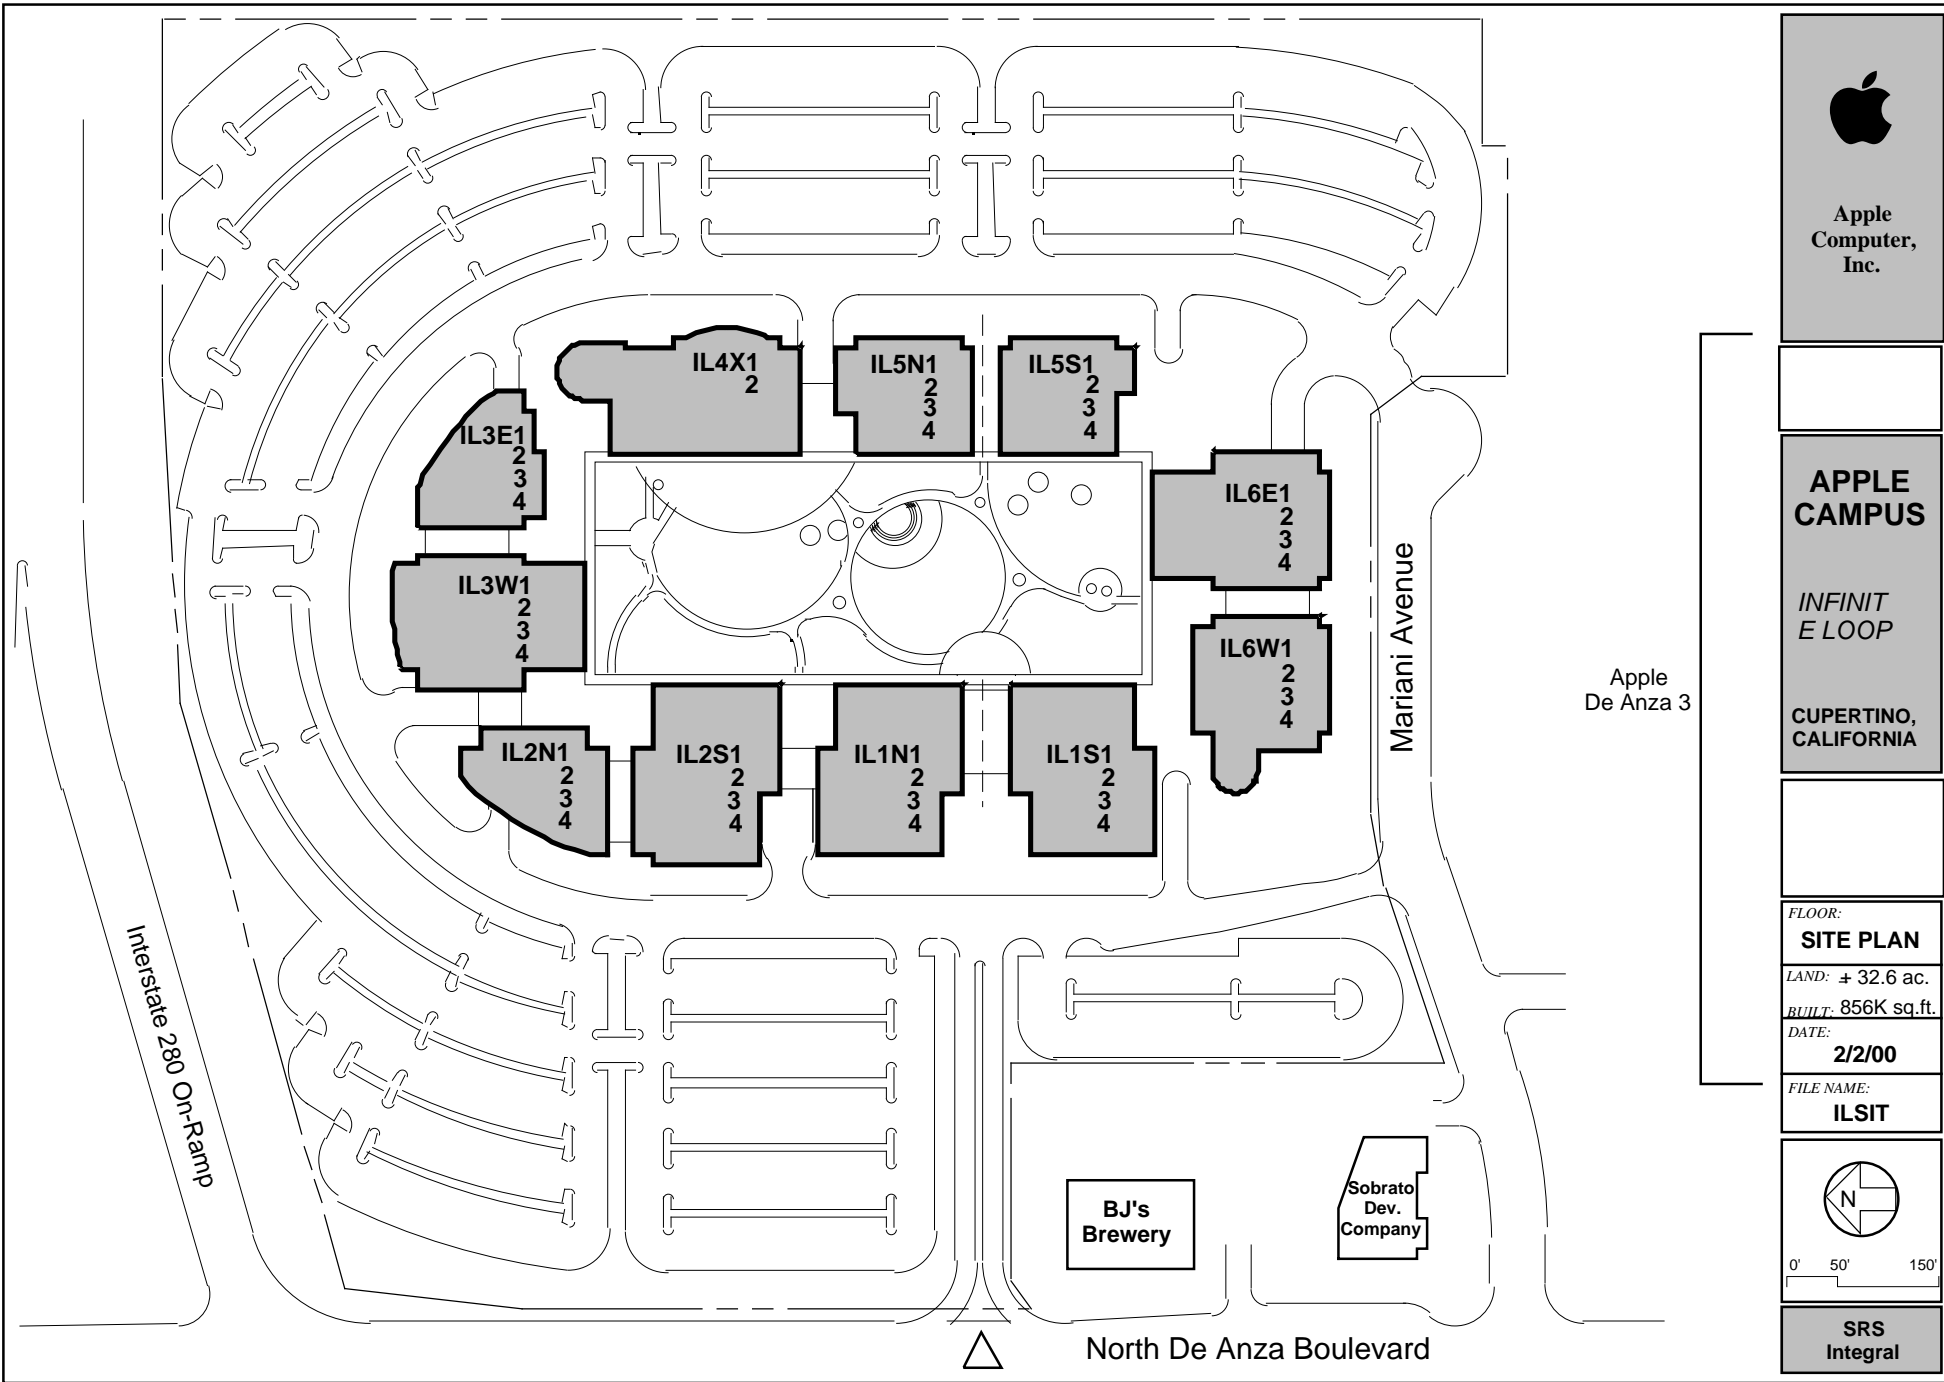 IL4X1
2
IL5N1
2
3
4
IL5S1
2
3
4
IL3E1
2
3
4
IL6E1
2
3
4
IL3W1
2
3
4
IL6W1
2
3
4
IL2N1
2
3
4
IL2S1
2
3
4
IL1N1
2
3
4
IL1S1
2
3
4
Mariani Avenue
Interstate 280 On-Ramp
BJ's
Brewery
Sobrato
Dev.
Company
North De Anza Boulevard
Apple
De Anza 3
Apple
Computer,
Inc.
APPLE
CAMPUS
INFINIT
E LOOP
CUPERTINO,
CALIFORNIA
FLOOR:
SITE PLAN
LAND: + 32.6 ac.
BUILT: 856K sq.ft.
DATE:
2/2/00
FILE NAME:
ILSIT
N
0' 50' 150'
SRS
Integral